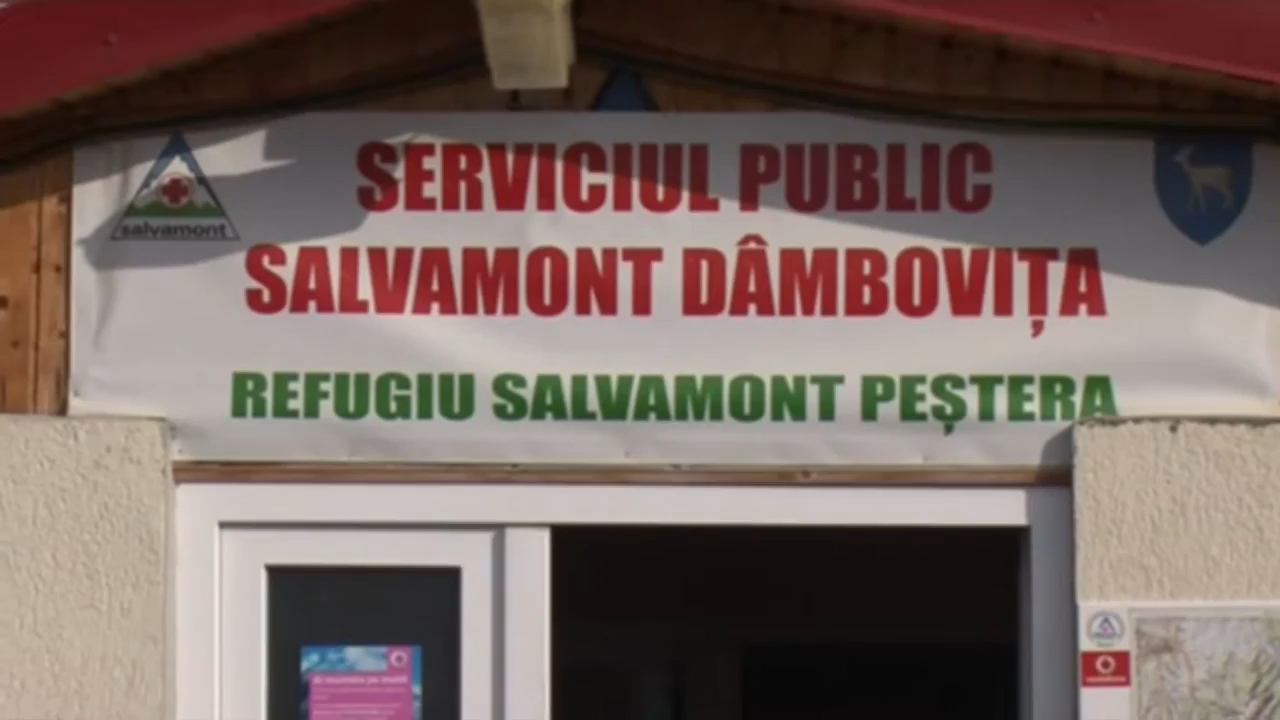 SERVICIUL PUBLIC
salvamont
SALVAMONT DÂMBOVIȚA
REFUGIU SALVAMONT PEȘTERA